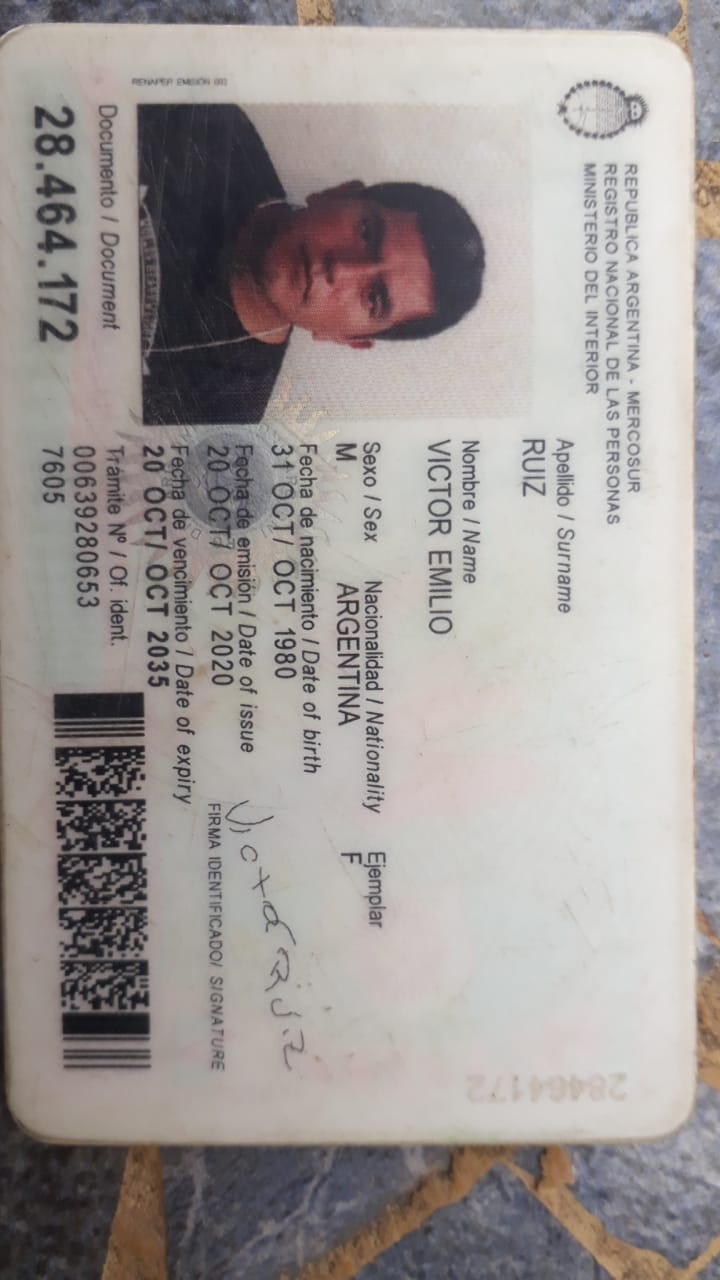 REPUBLICA ARGENTINA - MERCOSUR
REGISTRO NACIONAL DE LAS PERSONAS
MINISTERIO DEL INTERIOR
RENAPER EMISIÓN 003
Apellido / Surname
RUIZ
Nombre / Name
VICTOR EMILIO
Sexo / Sex Nacionalidad / Nationality Ejemplar
M ARGENTINA F
Fecha de nacimiento / Date of birth
31 OCT/ OCT 1980
Fecha de emisión / Date of issue
20 OCT/ OCT 2020
Fecha de vencimiento / Date of expiry
20 OCT/ OCT 2035
Victor Ruiz
FIRMA IDENTIFICADO/ SIGNATURE
Documento / Document
28.464.172
Tramite Nº / Of. ident.
00639280653
7605
28464172